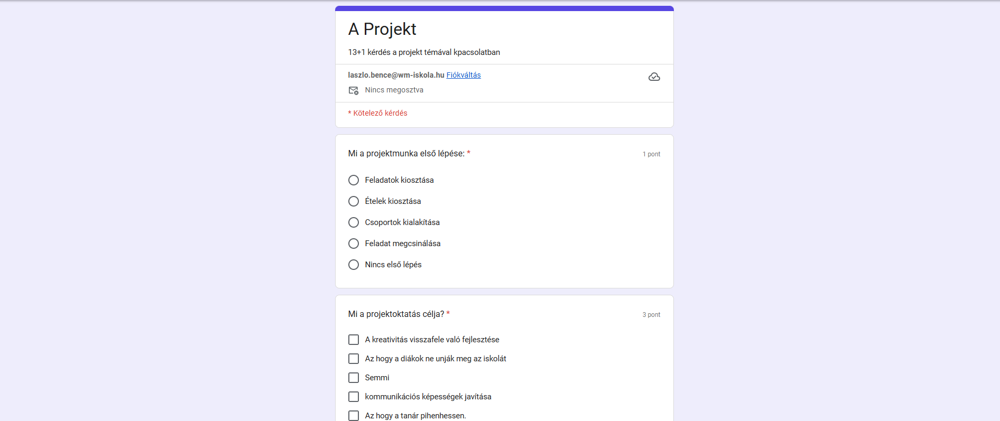 A Projekt
13+1 kérdés a projekt témával kpacsolatban
laszlo.bence@wm-iskola.hu Fiókváltás
Nincs megosztva
* Kötelező kérdés
Mi a projektmunka első lépése: *
1 pont
Feladatok kiosztása
Ételek kiosztása
Csoportok kialakítása
Feladat megcsinálása
Nincs első lépés
Mi a projektoktatás célja? *
3 pont
A kreativitás visszafele való fejlesztése
Az hogy a diákok ne unják meg az iskolát
Semmi
kommunikációs képességek javítása
Az hogy a tanár pihenhessen.